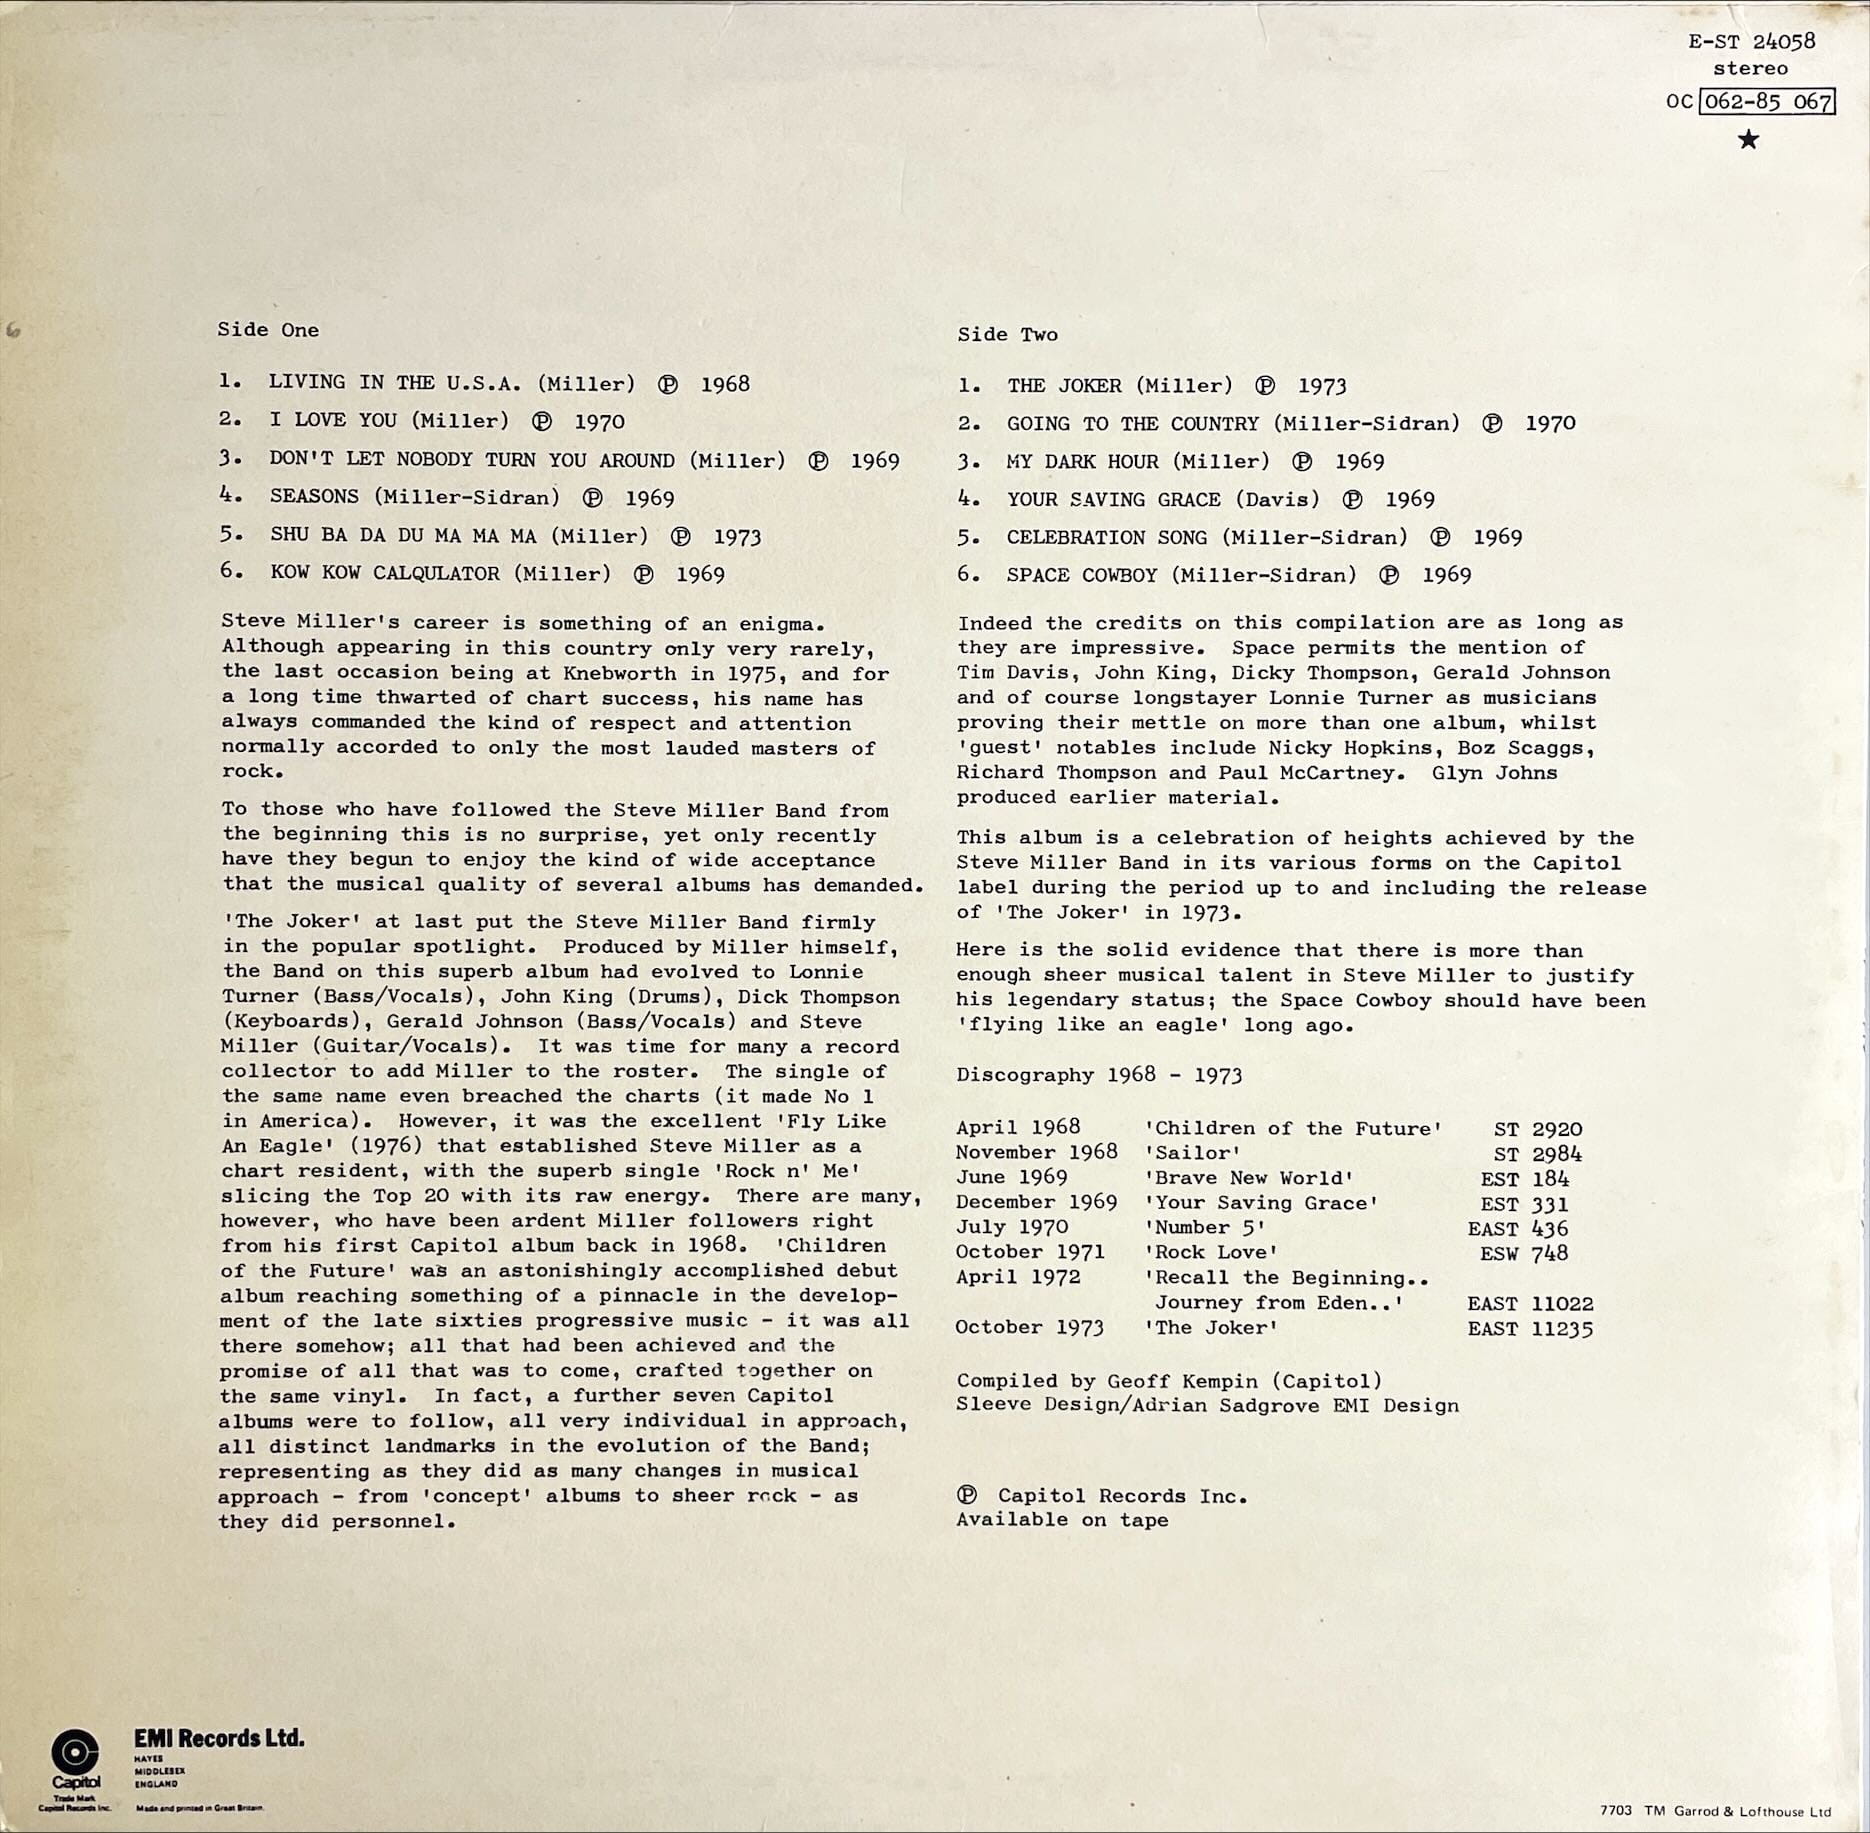 E-ST 24058
stereo
OC 062-85 067
★
6
Side One
1. LIVING IN THE U.S.A. (Miller) ℗ 1968
2. I LOVE YOU (Miller) ℗ 1970
3. DON'T LET NOBODY TURN YOU AROUND (Miller) ℗ 1969
4. SEASONS (Miller-Sidran) ℗ 1969
5. SHU BA DA DU MA MA MA (Miller) ℗ 1973
6. KOW KOW CALQULATOR (Miller) ℗ 1969
Steve Miller's career is something of an enigma.
Although appearing in this country only very rarely,
the last occasion being at Knebworth in 1975, and for
a long time thwarted of chart success, his name has
always commanded the kind of respect and attention
normally accorded to only the most lauded masters of
rock.
To those who have followed the Steve Miller Band from
the beginning this is no surprise, yet only recently
have they begun to enjoy the kind of wide acceptance
that the musical quality of several albums has demanded.
'The Joker' at last put the Steve Miller Band firmly
in the popular spotlight. Produced by Miller himself,
the Band on this superb album had evolved to Lonnie
Turner (Bass/Vocals), John King (Drums), Dick Thompson
(Keyboards), Gerald Johnson (Bass/Vocals) and Steve
Miller (Guitar/Vocals). It was time for many a record
collector to add Miller to the roster. The single of
the same name even breached the charts (it made No 1
in America). However, it was the excellent 'Fly Like
An Eagle' (1976) that established Steve Miller as a
chart resident, with the superb single 'Rock n' Me'
slicing the Top 20 with its raw energy. There are many,
however, who have been ardent Miller followers right
from his first Capitol album back in 1968. 'Children
of the Future' was an astonishingly accomplished debut
album reaching something of a pinnacle in the develop-
ment of the late sixties progressive music - it was all
there somehow; all that had been achieved and the
promise of all that was to come, crafted together on
the same vinyl. In fact, a further seven Capitol
albums were to follow, all very individual in approach,
all distinct landmarks in the evolution of the Band;
representing as they did as many changes in musical
approach - from 'concept' albums to sheer rock - as
they did personnel.
Side Two
1. THE JOKER (Miller) ℗ 1973
2. GOING TO THE COUNTRY (Miller-Sidran) ℗ 1970
3. MY DARK HOUR (Miller) ℗ 1969
4. YOUR SAVING GRACE (Davis) ℗ 1969
5. CELEBRATION SONG (Miller-Sidran) ℗ 1969
6. SPACE COWBOY (Miller-Sidran) ℗ 1969
Indeed the credits on this compilation are as long as
they are impressive. Space permits the mention of
Tim Davis, John King, Dicky Thompson, Gerald Johnson
and of course longstayer Lonnie Turner as musicians
proving their mettle on more than one album, whilst
'guest' notables include Nicky Hopkins, Boz Scaggs,
Richard Thompson and Paul McCartney. Glyn Johns
produced earlier material.
This album is a celebration of heights achieved by the
Steve Miller Band in its various forms on the Capitol
label during the period up to and including the release
of 'The Joker' in 1973.
Here is the solid evidence that there is more than
enough sheer musical talent in Steve Miller to justify
his legendary status; the Space Cowboy should have been
'flying like an eagle' long ago.
Discography 1968 - 1973
April 1968 'Children of the Future' ST 2920
November 1968 'Sailor' ST 2984
June 1969 'Brave New World' EST 184
December 1969 'Your Saving Grace' EST 331
July 1970 'Number 5' EAST 436
October 1971 'Rock Love' ESW 748
April 1972 'Recall the Beginning..
Journey from Eden..' EAST 11022
October 1973 'The Joker' EAST 11235
Compiled by Geoff Kempin (Capitol)
Sleeve Design/Adrian Sadgrove EMI Design
℗ Capitol Records Inc.
Available on tape
Capitol
Trade Mark
Capitol Records Inc.
EMI Records Ltd.
HAYES
MIDDLESEX
ENGLAND
Made and printed in Great Britain.
7703 TM Garrod & Lofthouse Ltd